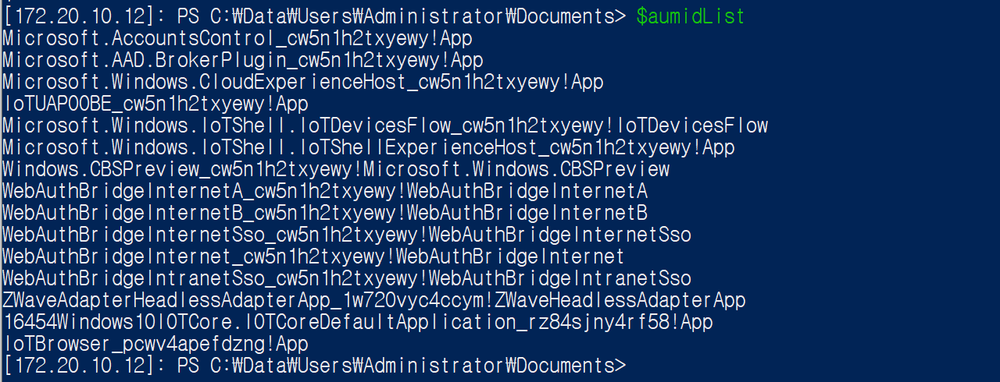 [172.20.10.12]: PS C:₩Data₩Users₩Administrator₩Documents> $aumidList
Microsoft.AccountsControl_cw5n1h2txyewy!App
Microsoft.AAD.BrokerPlugin_cw5n1h2txyewy!App
Microsoft.Windows.CloudExperienceHost_cw5n1h2txyewy!App
IoTUAPOOBE_cw5n1h2txyewy!App
Microsoft.Windows.IoTShell.IoTDevicesFlow_cw5n1h2txyewy!IoTDevicesFlow
Microsoft.Windows.IoTShell.IoTShellExperienceHost_cw5n1h2txyewy!App
Windows.CBSPreview_cw5n1h2txyewy!Microsoft.Windows.CBSPreview
WebAuthBridgeInternetA_cw5n1h2txyewy!WebAuthBridgeInternetA
WebAuthBridgeInternetB_cw5n1h2txyewy!WebAuthBridgeInternetB
WebAuthBridgeInternetSso_cw5n1h2txyewy!WebAuthBridgeInternetSso
WebAuthBridgeInternet_cw5n1h2txyewy!WebAuthBridgeInternet
WebAuthBridgeIntranetSso_cw5n1h2txyewy!WebAuthBridgeIntranetSso
ZWaveAdapterHeadlessAdapterApp_1w720vyc4ccym!ZWaveHeadlessAdapterApp
16454Windows10IOTCore.IOTCoreDefaultApplication_rz84sjny4rf58!App
IoTBrowser_pcwv4apefdzng!App
[172.20.10.12]: PS C:₩Data₩Users₩Administrator₩Documents>